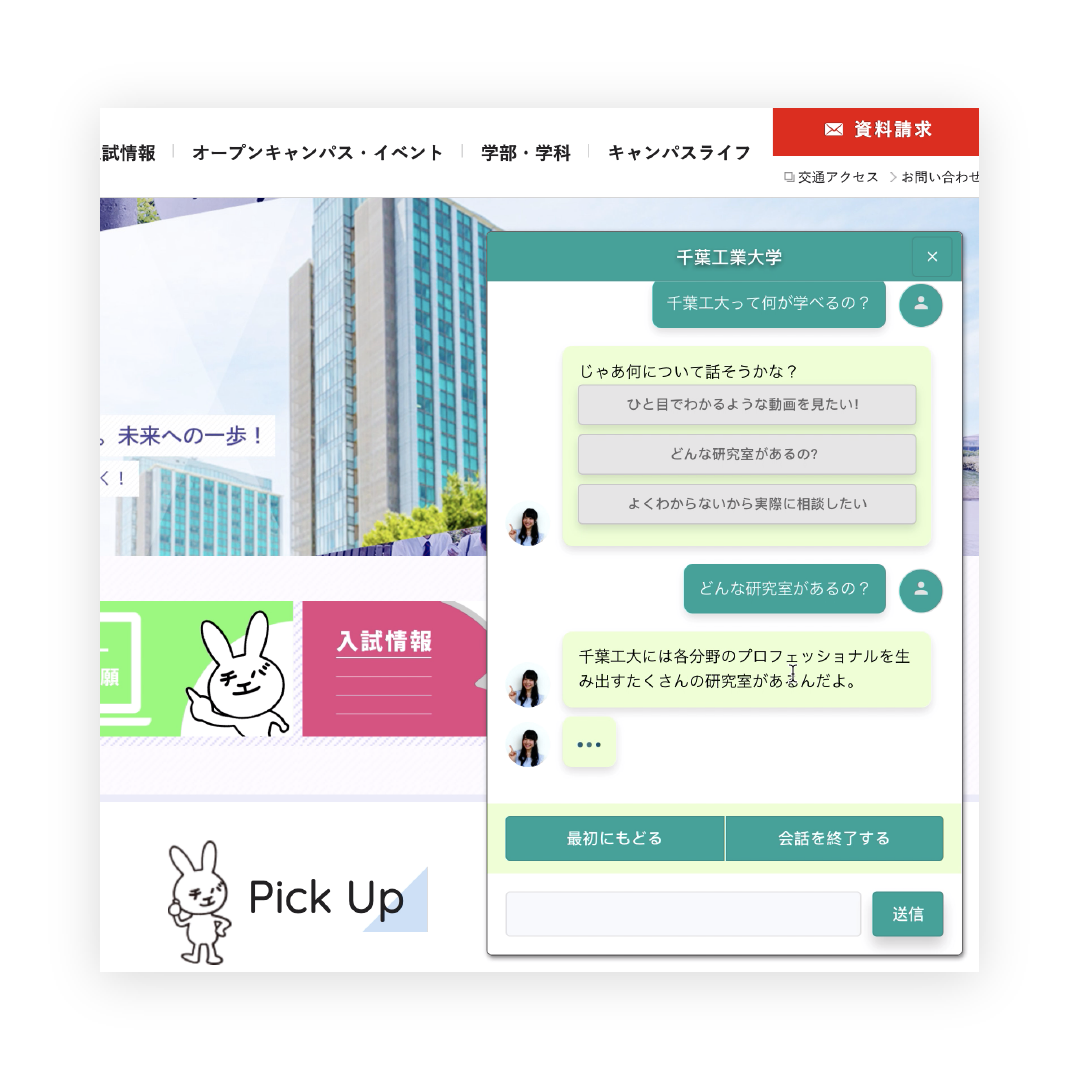 試情報
オープンキャンパス・イベント
学部・学科
キャンパスライフ
資料請求
交通アクセス
お問い合わせ
。未来への一歩！
く！
願
チバ
入試情報
チバ
Pick Up
千葉工業大学
×
千葉工大って何が学べるの？
じゃあ何について話そうかな？
ひと目でわかるような動画を見たい!
どんな研究室があるの?
よくわからないから実際に相談したい
どんな研究室があるの？
千葉工大には各分野のプロフェッショナルを生
み出すたくさんの研究室があるんだよ。
最初にもどる
会話を終了する
送信